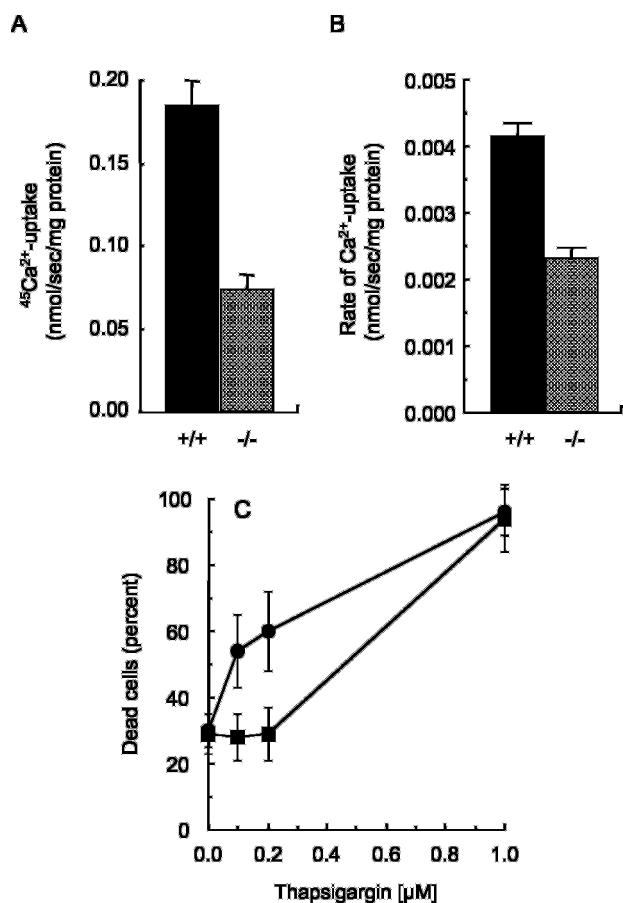 A
B
0.20
0.15
0.10
0.05
0.00
⁴⁵Ca²⁺-uptake
(nmol/sec/mg protein)
+/+ -/-
0.005
0.004
0.003
0.002
0.001
0.000
Rate of Ca²⁺-uptake
(nmol/sec/mg protein)
+/+ -/-
C
100
80
60
40
20
0
Dead cells (percent)
0.0 0.2 0.4 0.6 0.8 1.0
Thapsigargin [µM]